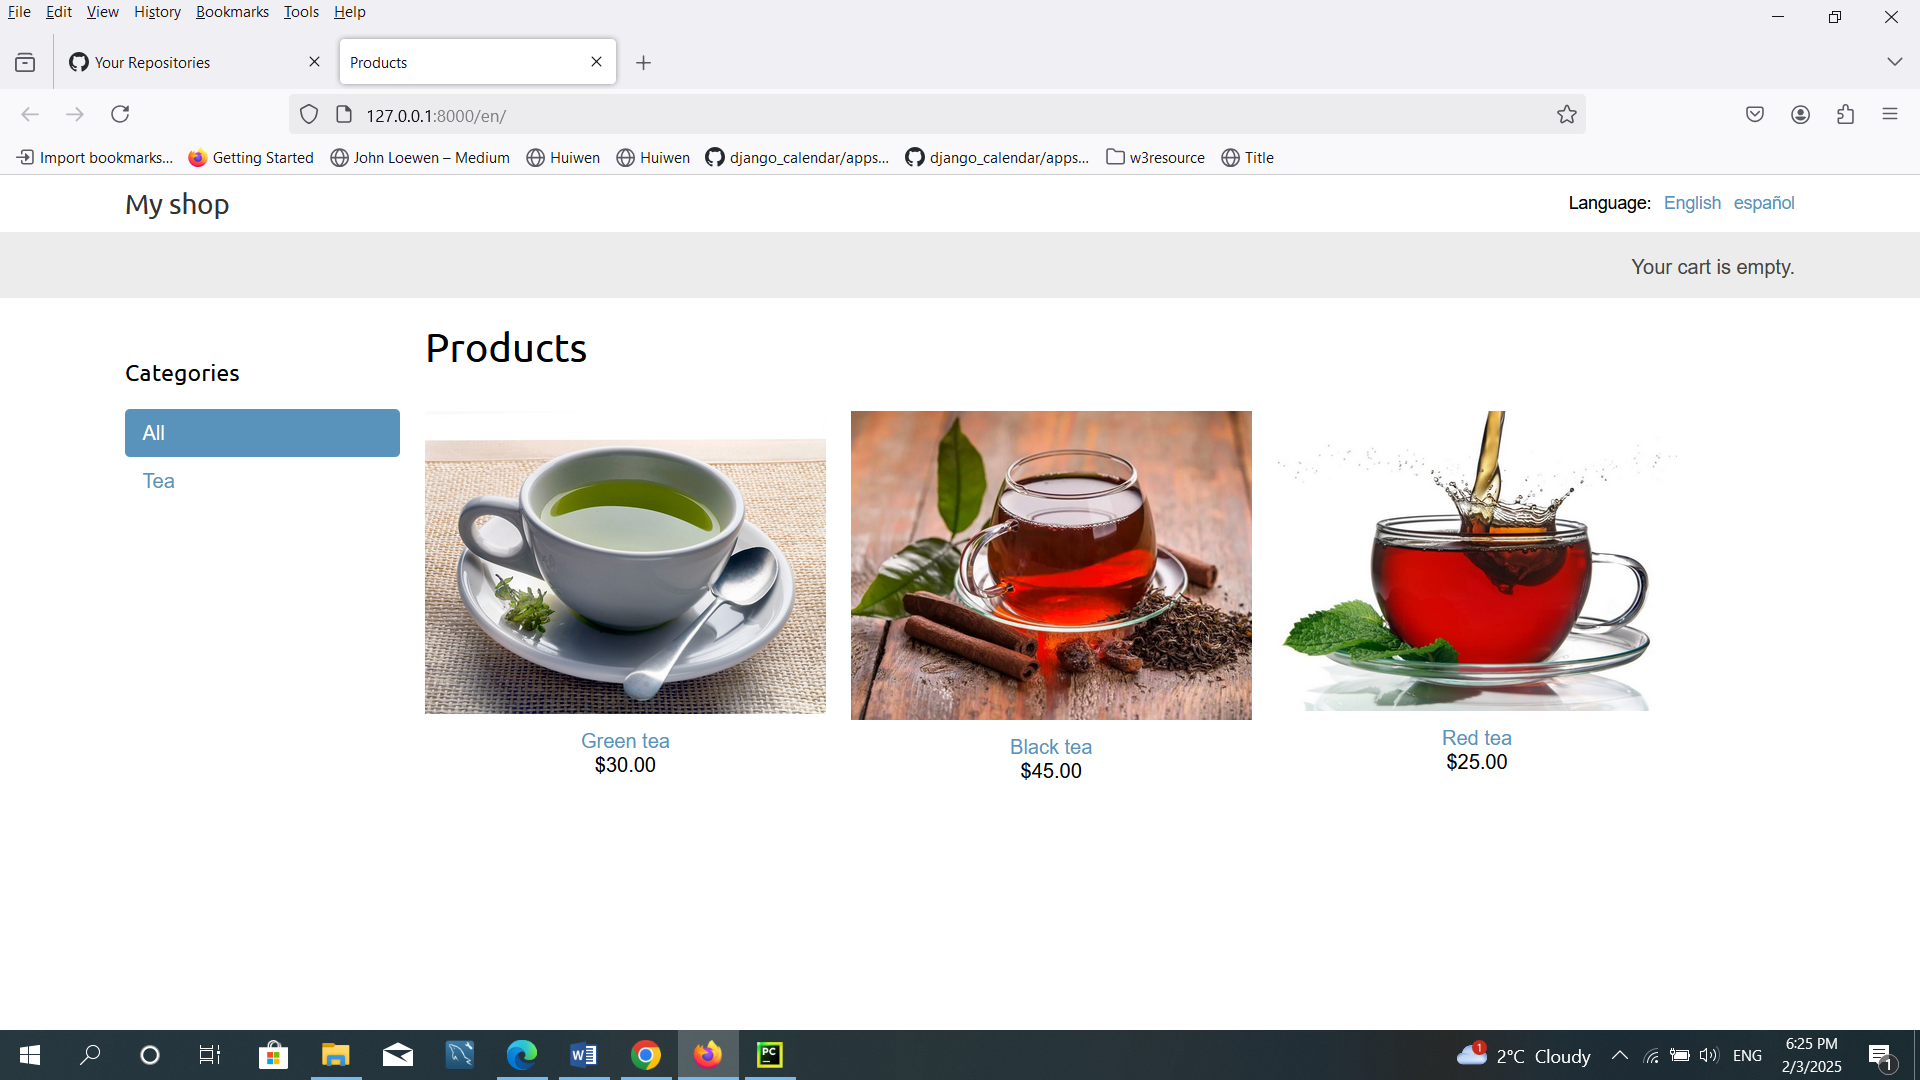 File Edit View History Bookmarks Tools Help
Your Repositories
Products
127.0.0.1:8000/en/
Import bookmarks... Getting Started John Loewen – Medium Huiwen Huiwen django_calendar/apps... django_calendar/apps... w3resource Title
My shop
Language: English español
Your cart is empty.
Products
Categories
All
Tea
Green tea
$30.00
Black tea
$45.00
Red tea
$25.00
PC
W
1
2°C Cloudy
ENG
6:25 PM
2/3/2025
1